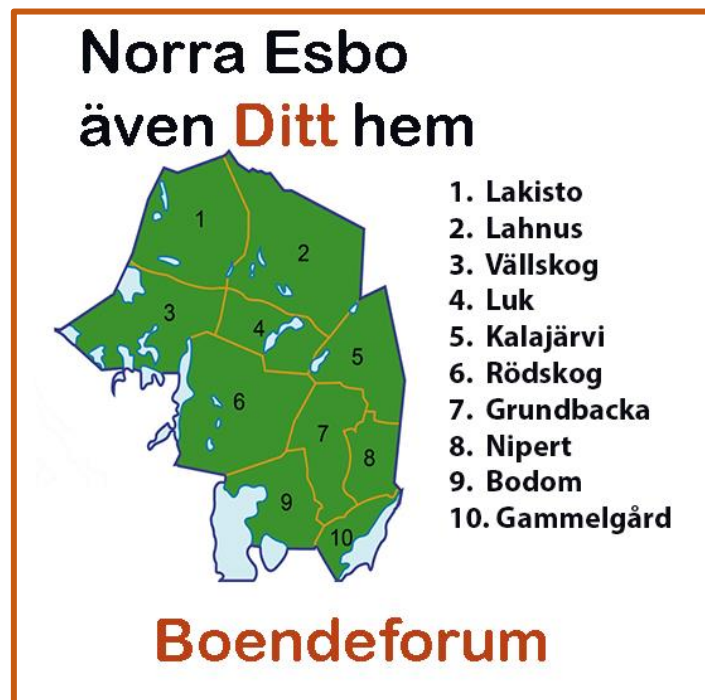 Norra Esbo
även Ditt hem
1. Lakisto
2. Lahnus
3. Vällskog
4. Luk
5. Kalajärvi
6. Rödskog
7. Grundbacka
8. Nipert
9. Bodom
10. Gammelgård
1
2
3
4
5
6
7
8
9
10
Boendeforum